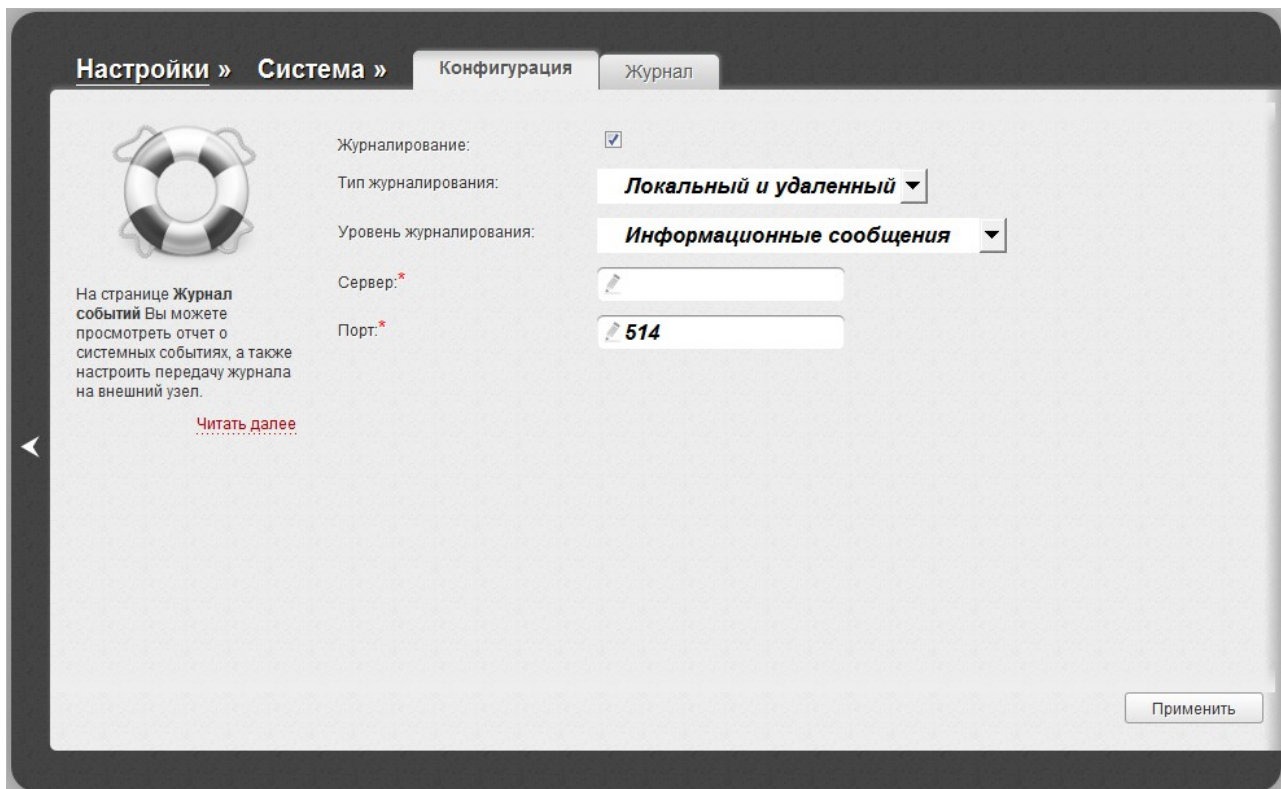 Настройки » Система » Конфигурация Журнал
Журналирование:
Тип журналирования: Локальный и удаленный
Уровень журналирования: Информационные сообщения
Сервер:*
Порт:* 514
На странице Журнал
событий Вы можете
просмотреть отчет о
системных событиях, а также
настроить передачу журнала
на внешний узел.
Читать далее
Применить